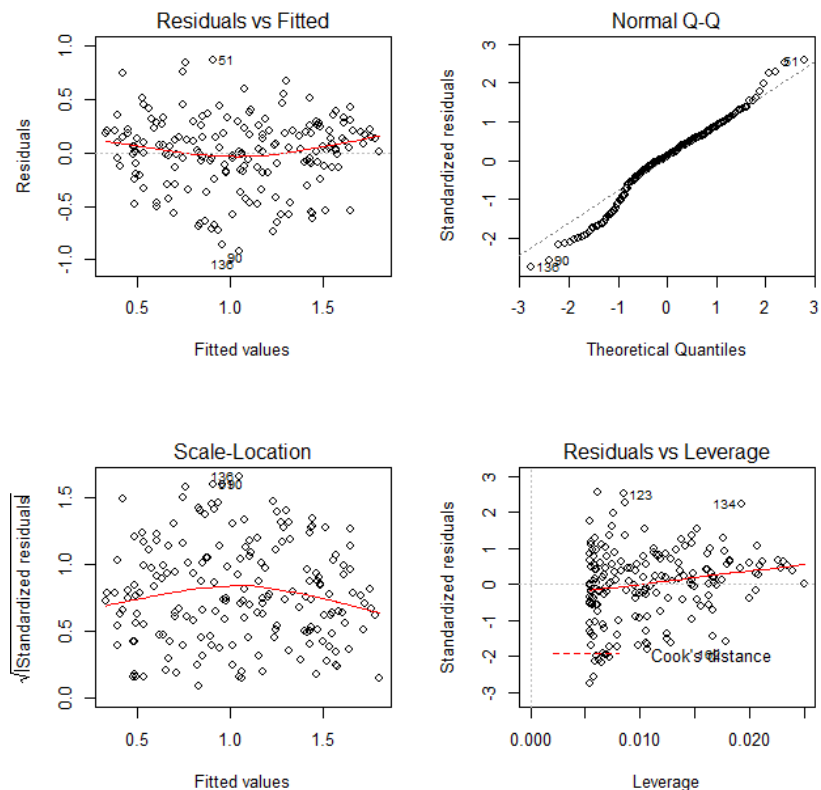 Residuals vs Fitted
Residuals
1.0
0.5
0.0
-0.5
-1.0
51
90
136
0.5 1.0 1.5
Fitted values
Normal Q-Q
Standardized residuals
3
2
1
0
-1
-2
51
90
136
-3 -2 -1 0 1 2 3
Theoretical Quantiles
Scale-Location
√|Standardized residuals|
1.5
1.0
0.5
0.0
136
90
0.5 1.0 1.5
Fitted values
Residuals vs Leverage
Standardized residuals
3
2
1
0
-1
-2
-3
123
134
Cook's distance
0.000 0.010 0.020
Leverage